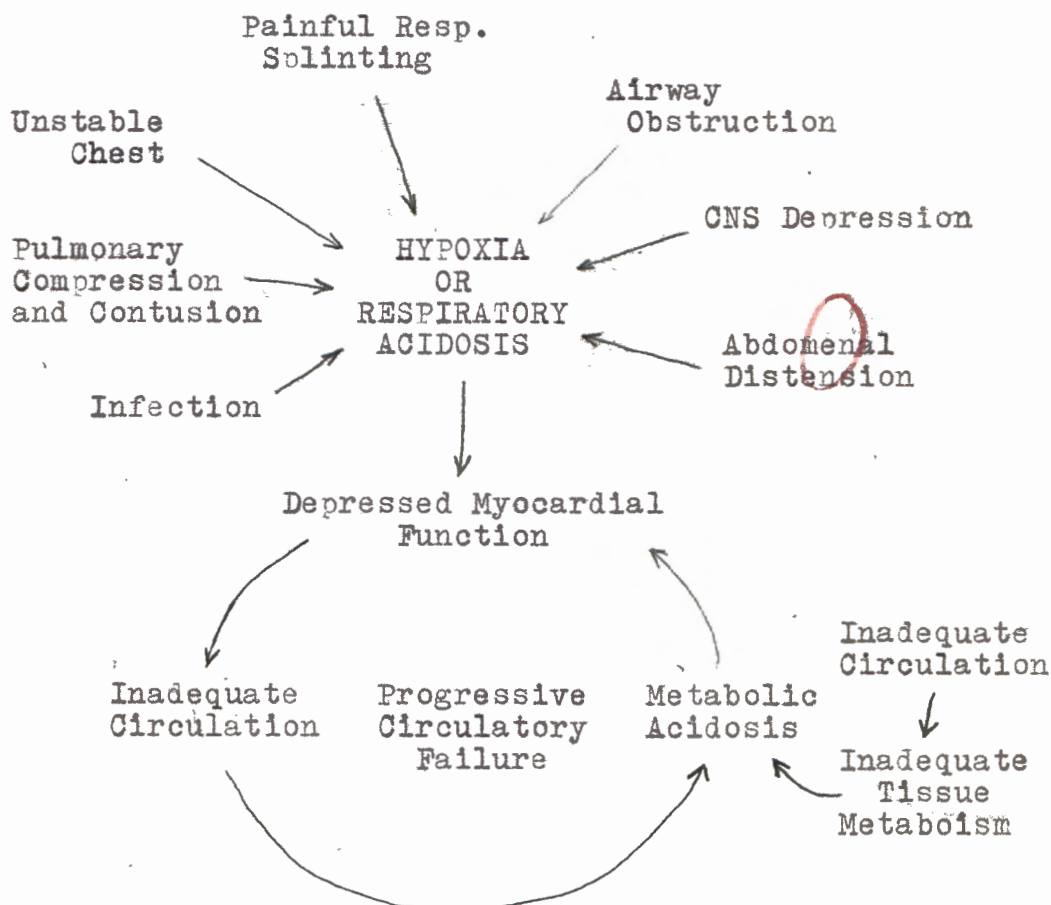 Painful Resp.
Splinting
Airway
Obstruction
Unstable
Chest
CNS Depression
HYPOXIA
OR
RESPIRATORY
ACIDOSIS
Pulmonary
Compression
and Contusion
Abdomenal
Distension
Infection
Depressed Myocardial
Function
Inadequate
Circulation
Inadequate
Circulation
Progressive
Circulatory
Failure
Metabolic
Acidosis
Inadequate
Tissue
Metaboism